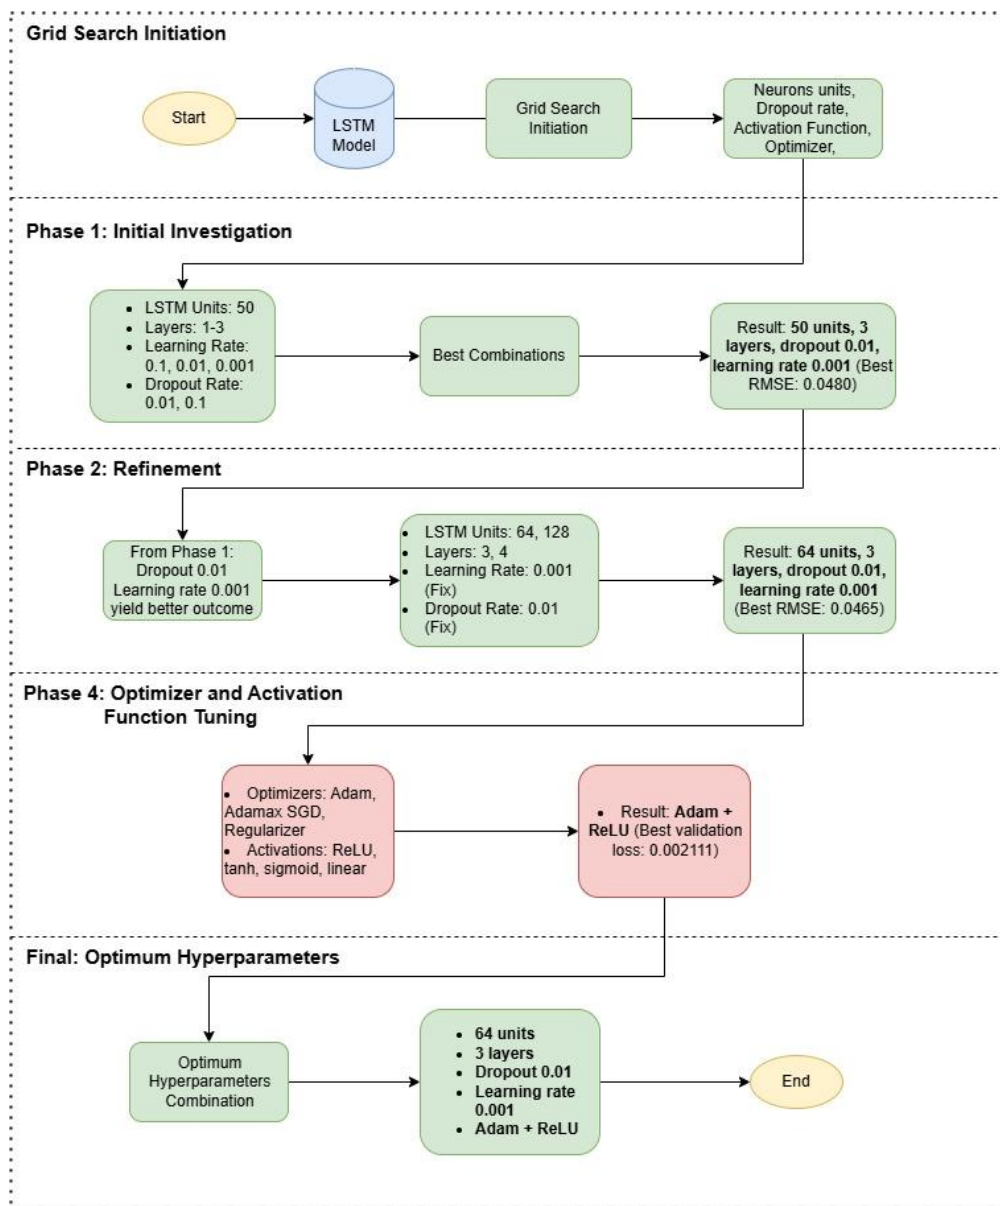 Grid Search Initiation
Start
LSTM
Model
Grid Search
Initiation
Neurons units,
Dropout rate,
Activation Function,
Optimizer,
Phase 1: Initial Investigation
• LSTM Units: 50
• Layers: 1-3
• Learning Rate:
0.1, 0.01, 0.001
• Dropout Rate:
0.01, 0.1
Best Combinations
Result: 50 units, 3
layers, dropout 0.01,
learning rate 0.001 (Best
RMSE: 0.0480)
Phase 2: Refinement
From Phase 1:
Dropout 0.01
Learning rate 0.001
yield better outcome
• LSTM Units: 64, 128
• Layers: 3, 4
• Learning Rate: 0.001
(Fix)
• Dropout Rate: 0.01
(Fix)
Result: 64 units, 3
layers, dropout 0.01,
learning rate 0.001
(Best RMSE: 0.0465)
Phase 4: Optimizer and Activation
Function Tuning
• Optimizers: Adam,
Adamax SGD,
Regularizer
• Activations: ReLU,
tanh, sigmoid, linear
• Result: Adam +
ReLU (Best validation
loss: 0.002111)
Final: Optimum Hyperparameters
Optimum
Hyperparameters
Combination
• 64 units
• 3 layers
• Dropout 0.01
• Learning rate
0.001
• Adam + ReLU
End